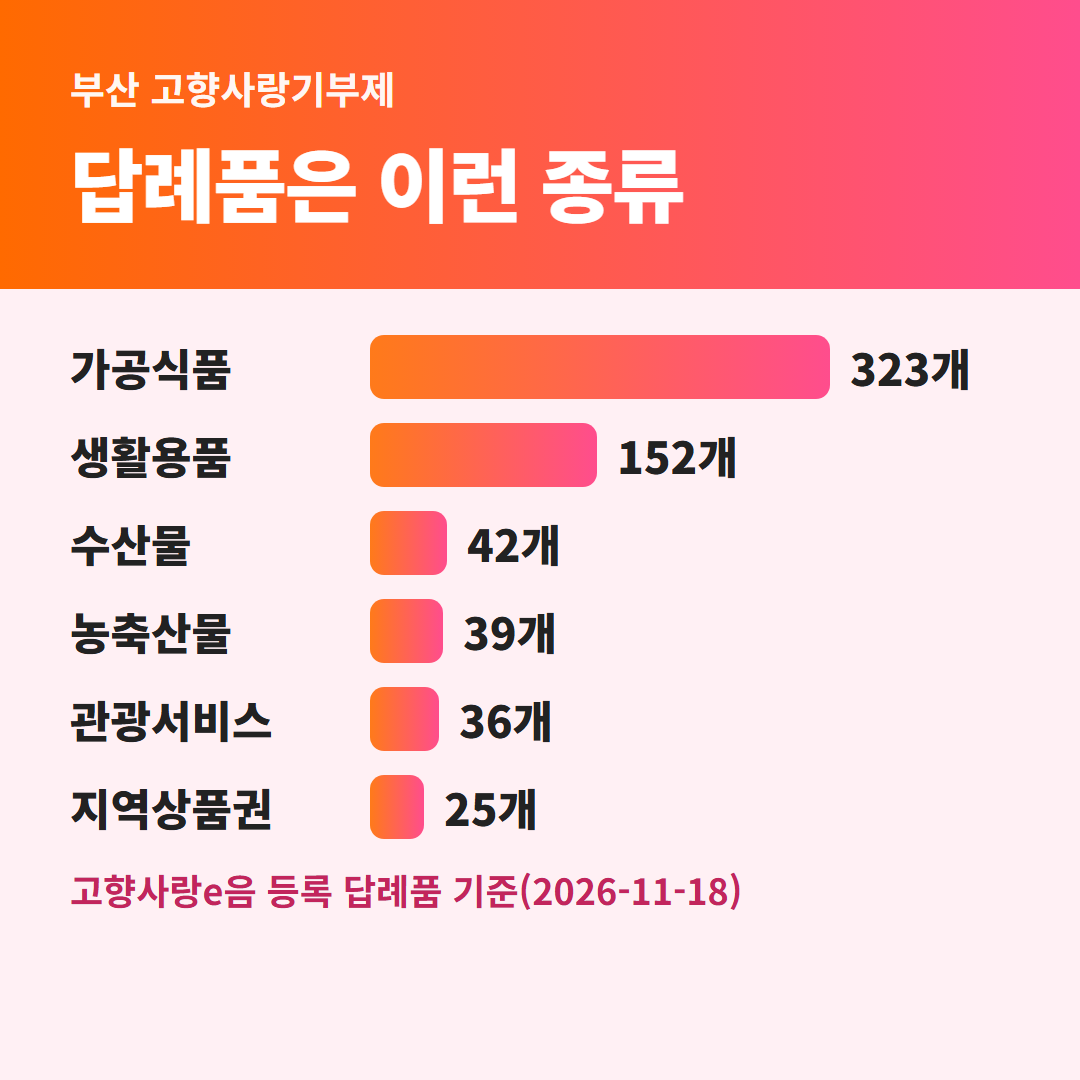 부산 고향사랑기부제
답례품은 이런 종류
가공식품 323개
생활용품 152개
수산물 42개
농축산물 39개
관광서비스 36개
지역상품권 25개
고향사랑e음 등록 답례품 기준(2026-11-18)